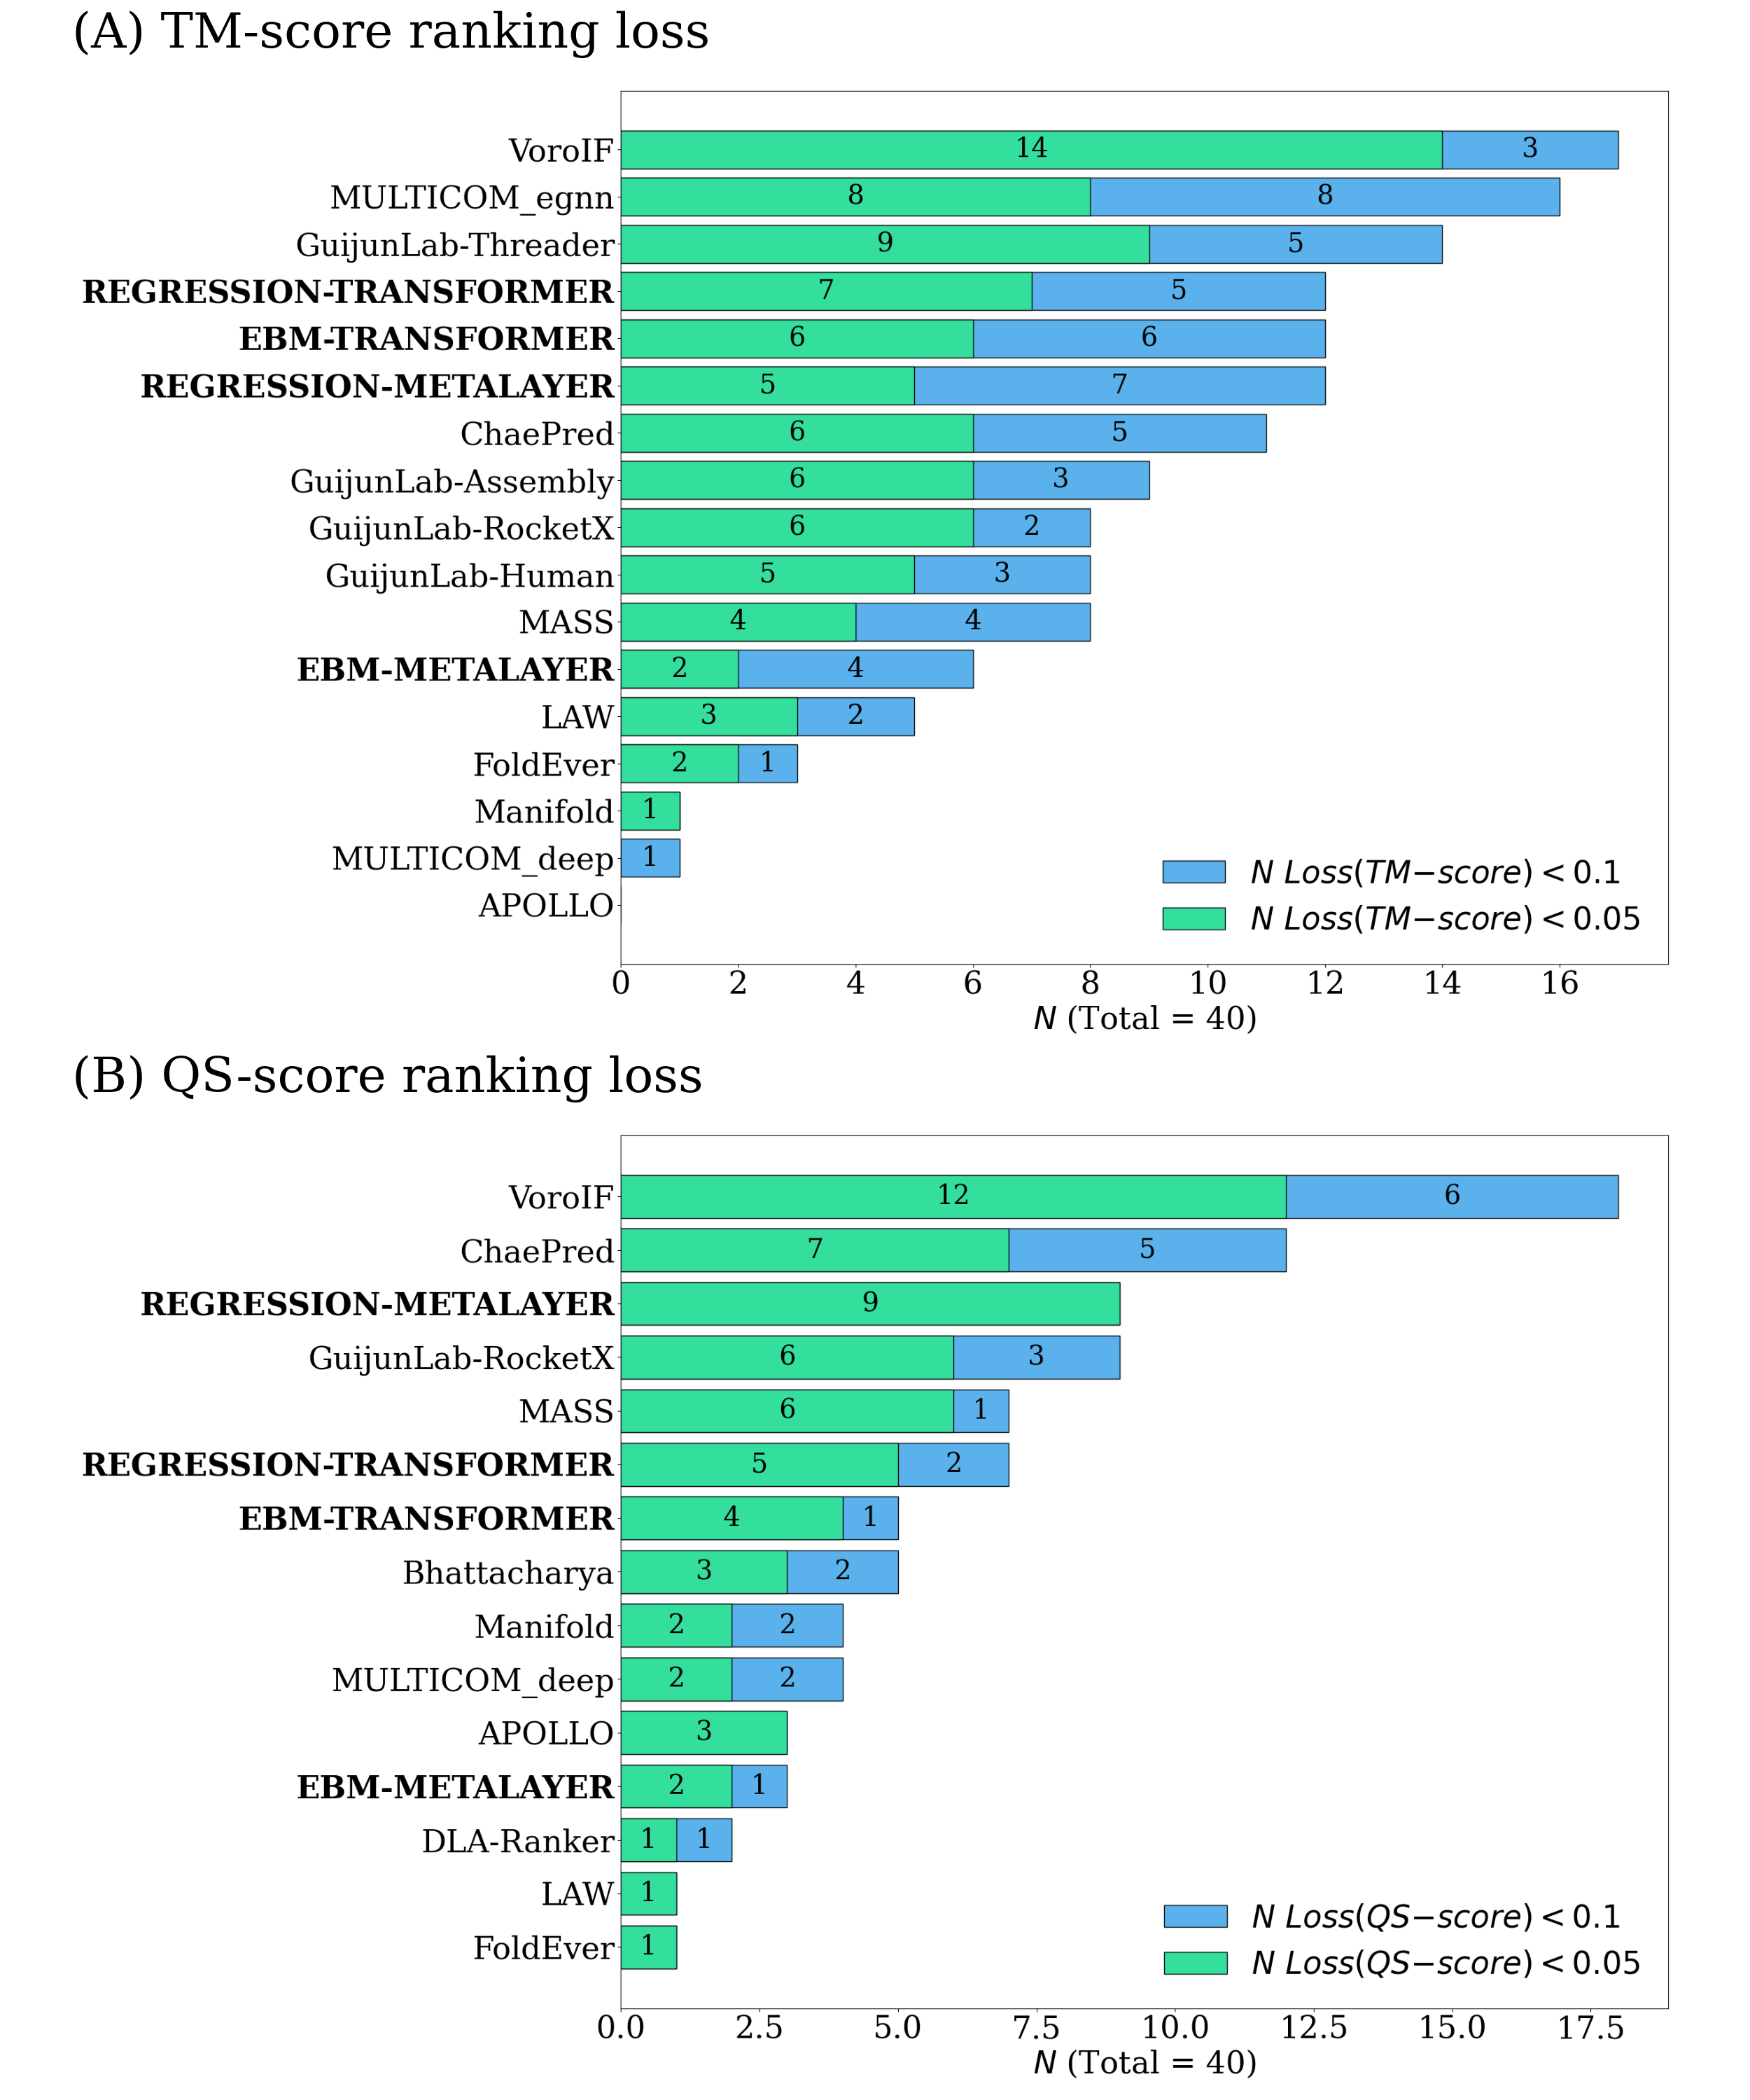 (A) TM-score ranking loss
VoroIF 14 3
MULTICOM_egnn 8 8
GuijunLab-Threader 9 5
REGRESSION-TRANSFORMER 7 5
EBM-TRANSFORMER 6 6
REGRESSION-METALAYER 5 7
ChaePred 6 5
GuijunLab-Assembly 6 3
GuijunLab-RocketX 6 2
GuijunLab-Human 5 3
MASS 4 4
EBM-METALAYER 2 4
LAW 3 2
FoldEver 2 1
Manifold 1
MULTICOM_deep 1
APOLLO
N Loss(TM−score) < 0.1
N Loss(TM−score) < 0.05
0 2 4 6 8 10 12 14 16
N (Total = 40)
(B) QS-score ranking loss
VoroIF 12 6
ChaePred 7 5
REGRESSION-METALAYER 9
GuijunLab-RocketX 6 3
MASS 6 1
REGRESSION-TRANSFORMER 5 2
EBM-TRANSFORMER 4 1
Bhattacharya 3 2
Manifold 2 2
MULTICOM_deep 2 2
APOLLO 3
EBM-METALAYER 2 1
DLA-Ranker 1 1
LAW 1
FoldEver 1
N Loss(QS−score) < 0.1
N Loss(QS−score) < 0.05
0.0 2.5 5.0 7.5 10.0 12.5 15.0 17.5
N (Total = 40)